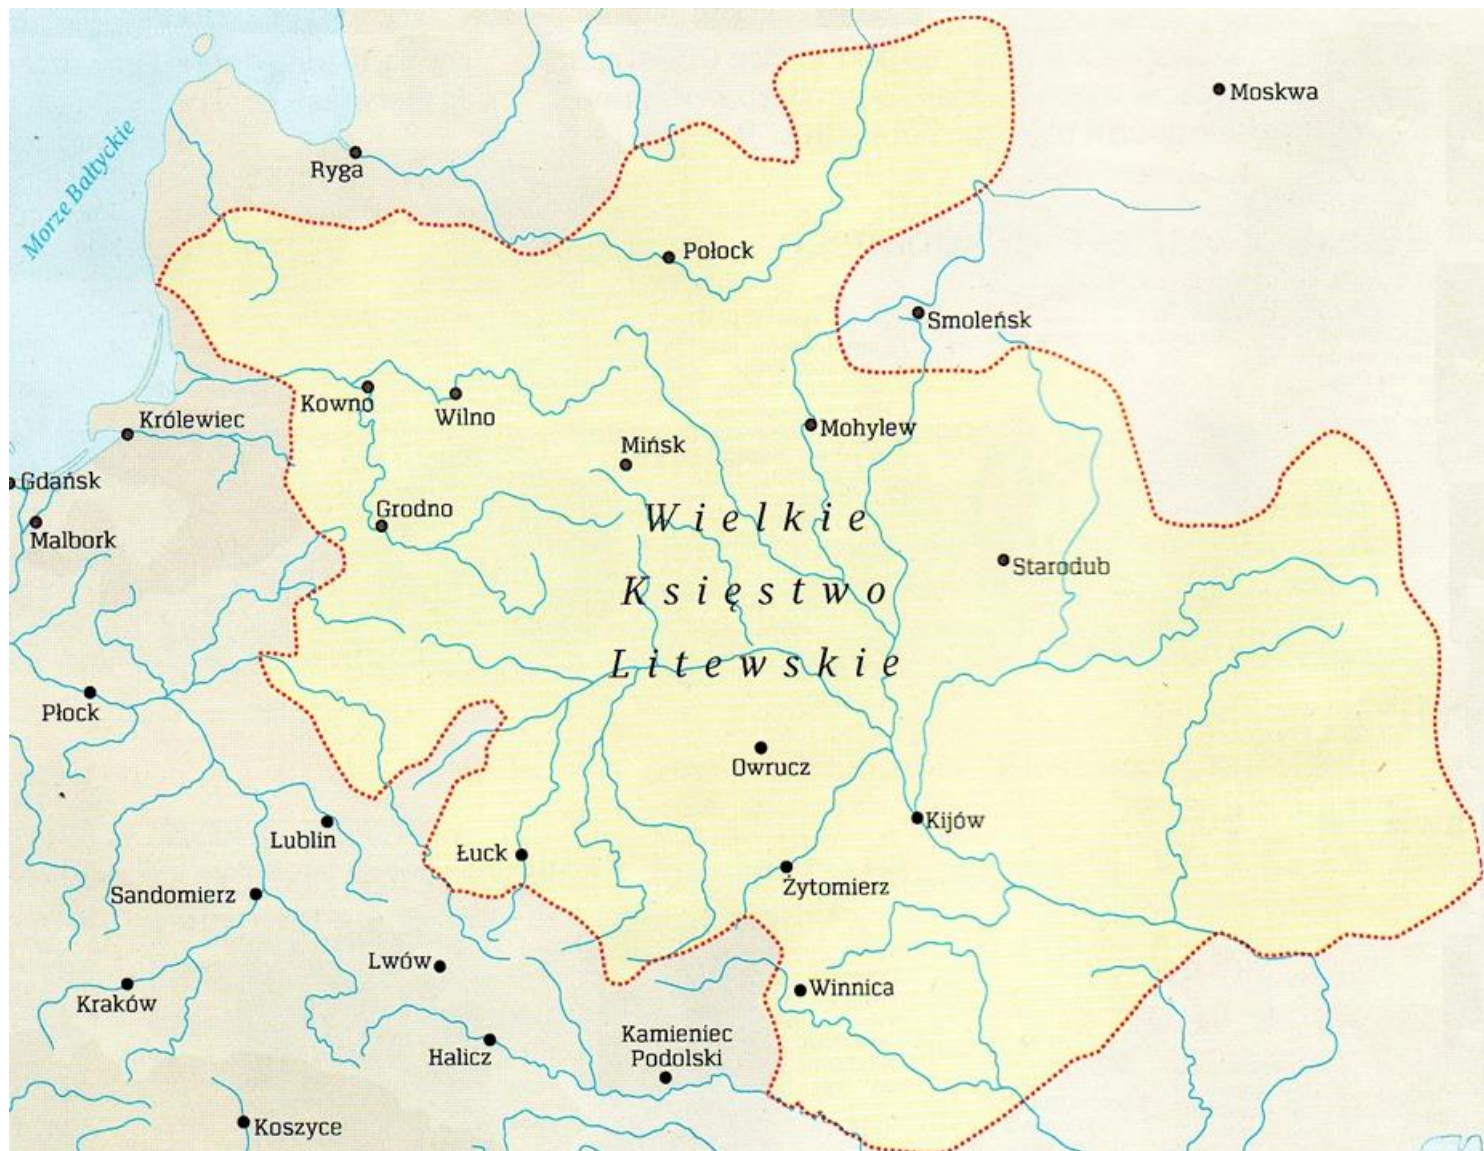 Moskwa
Morze Bałtyckie
Ryga
Połock
Smoleńsk
Kowno
Wilno
Królewiec
Mohylew
Mińsk
Gdańsk
Grodno
Malbork
Wielkie
Księstwo
Litewskie
Starodub
Płock
Owrucz
Kijów
Lublin
Łuck
Żytomierz
Sandomierz
Lwów
Winnica
Kraków
Halicz
Kamieniec
Podolski
Koszyce